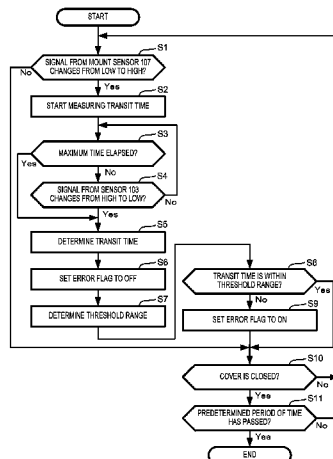 START
S1
SIGNAL FROM MOUNT SENSOR 107
CHANGES FROM LOW TO HIGH?
No
Yes
S2
START MEASURING TRANSIT TIME
S3
MAXIMUM TIME ELAPSED?
Yes
No
S4
SIGNAL FROM SENSOR 103
CHANGES FROM HIGH TO LOW?
No
Yes
S5
DETERMINE TRANSIT TIME
S6
SET ERROR FLAG TO OFF
S7
DETERMINE THRESHOLD RANGE
S8
TRANSIT TIME IS WITHIN
THRESHOLD RANGE?
Yes
No
S9
SET ERROR FLAG TO ON
S10
COVER IS CLOSED?
No
Yes
S11
PREDETERMINED PERIOD OF TIME
HAS PASSED?
No
Yes
END